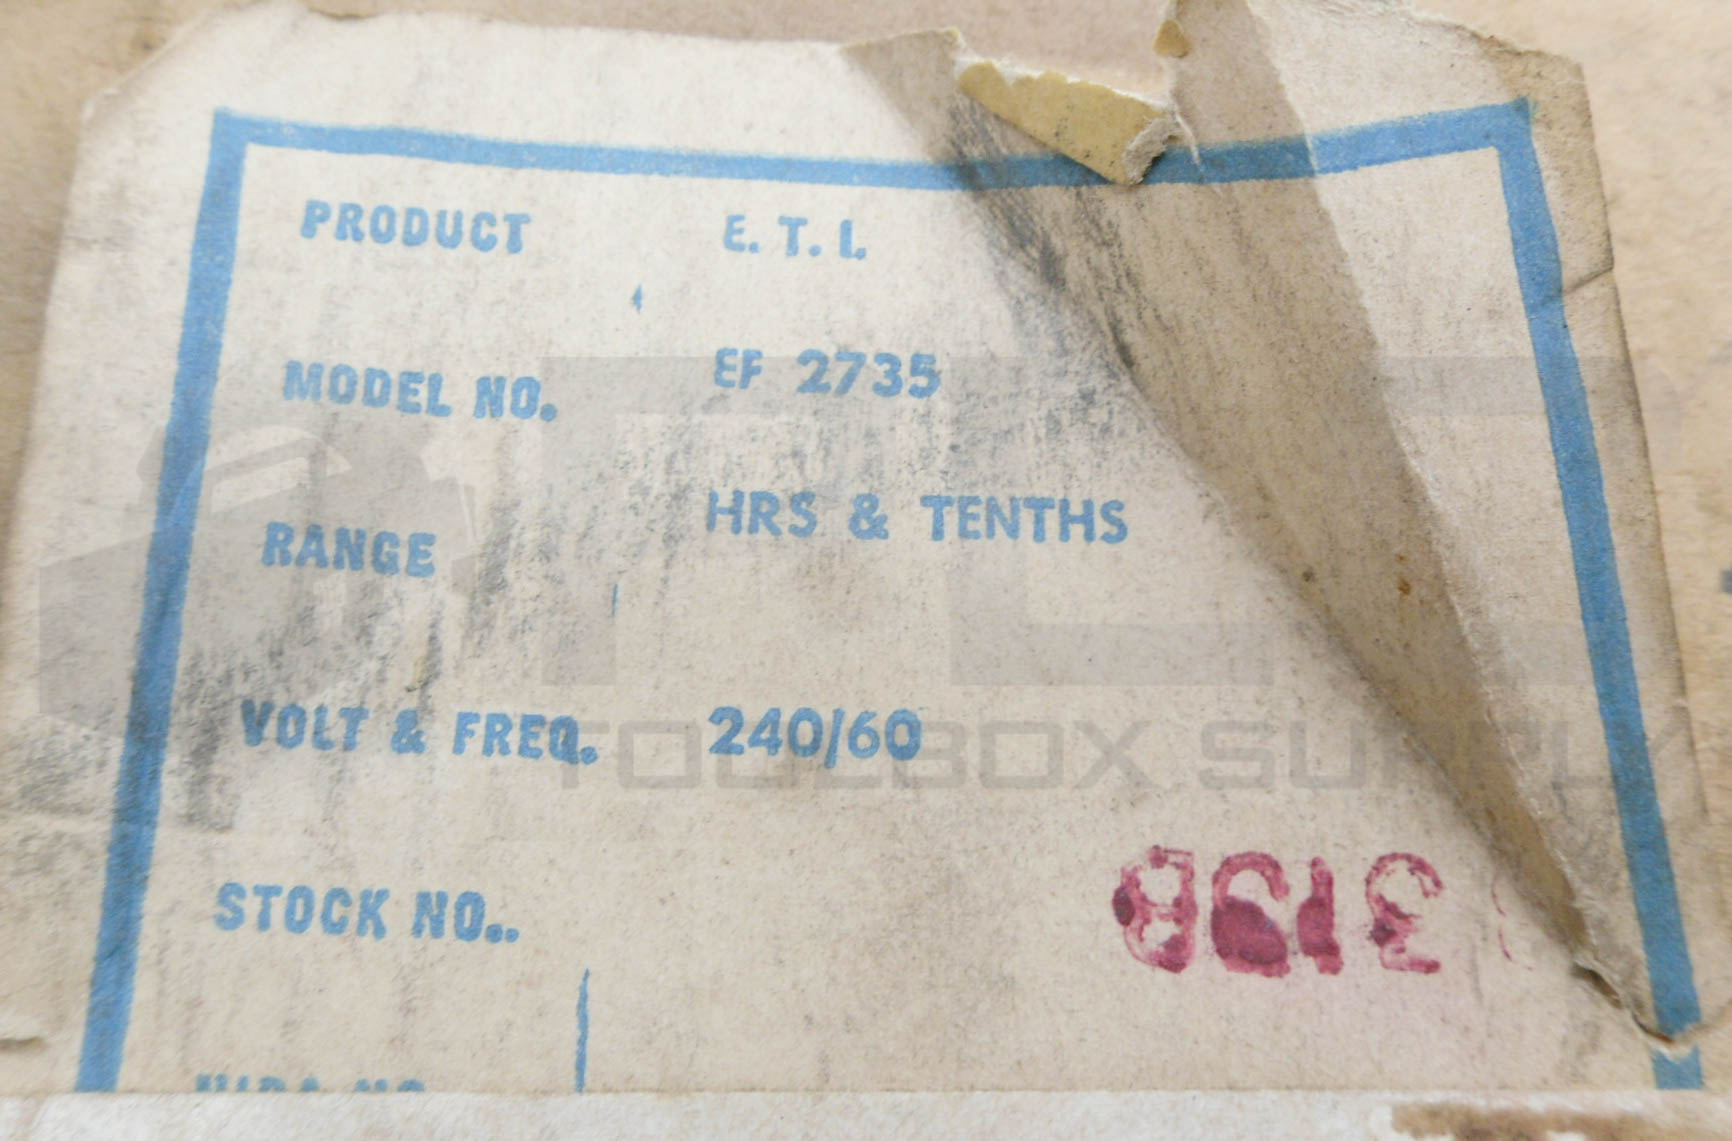 PRODUCT E. T. I.
MODEL NO. EF 2735
RANGE HRS & TENTHS
VOLT & FREQ. 240/60
TOOLBOX SUPPLY
STOCK NO..